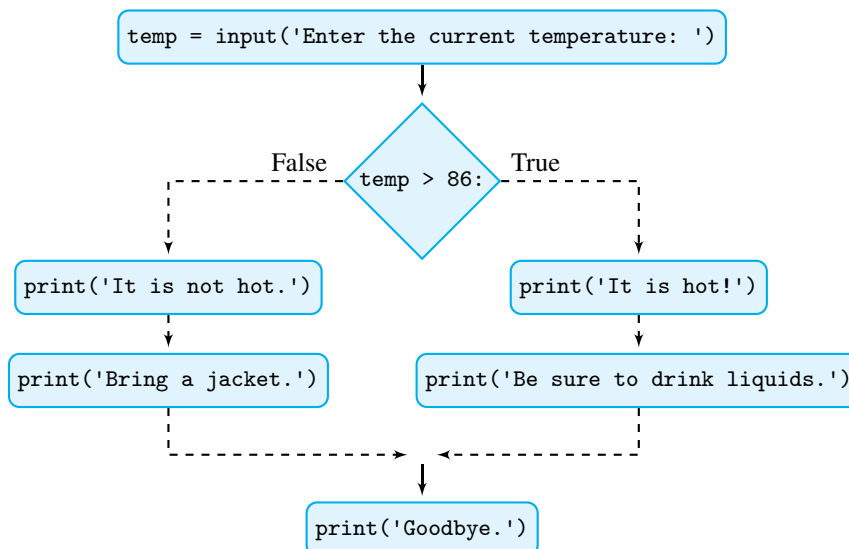 temp = input('Enter the current temperature: ')
False
True
temp > 86:
print('It is not hot.')
print('It is hot!')
print('Bring a jacket.')
print('Be sure to drink liquids.')
print('Goodbye.')